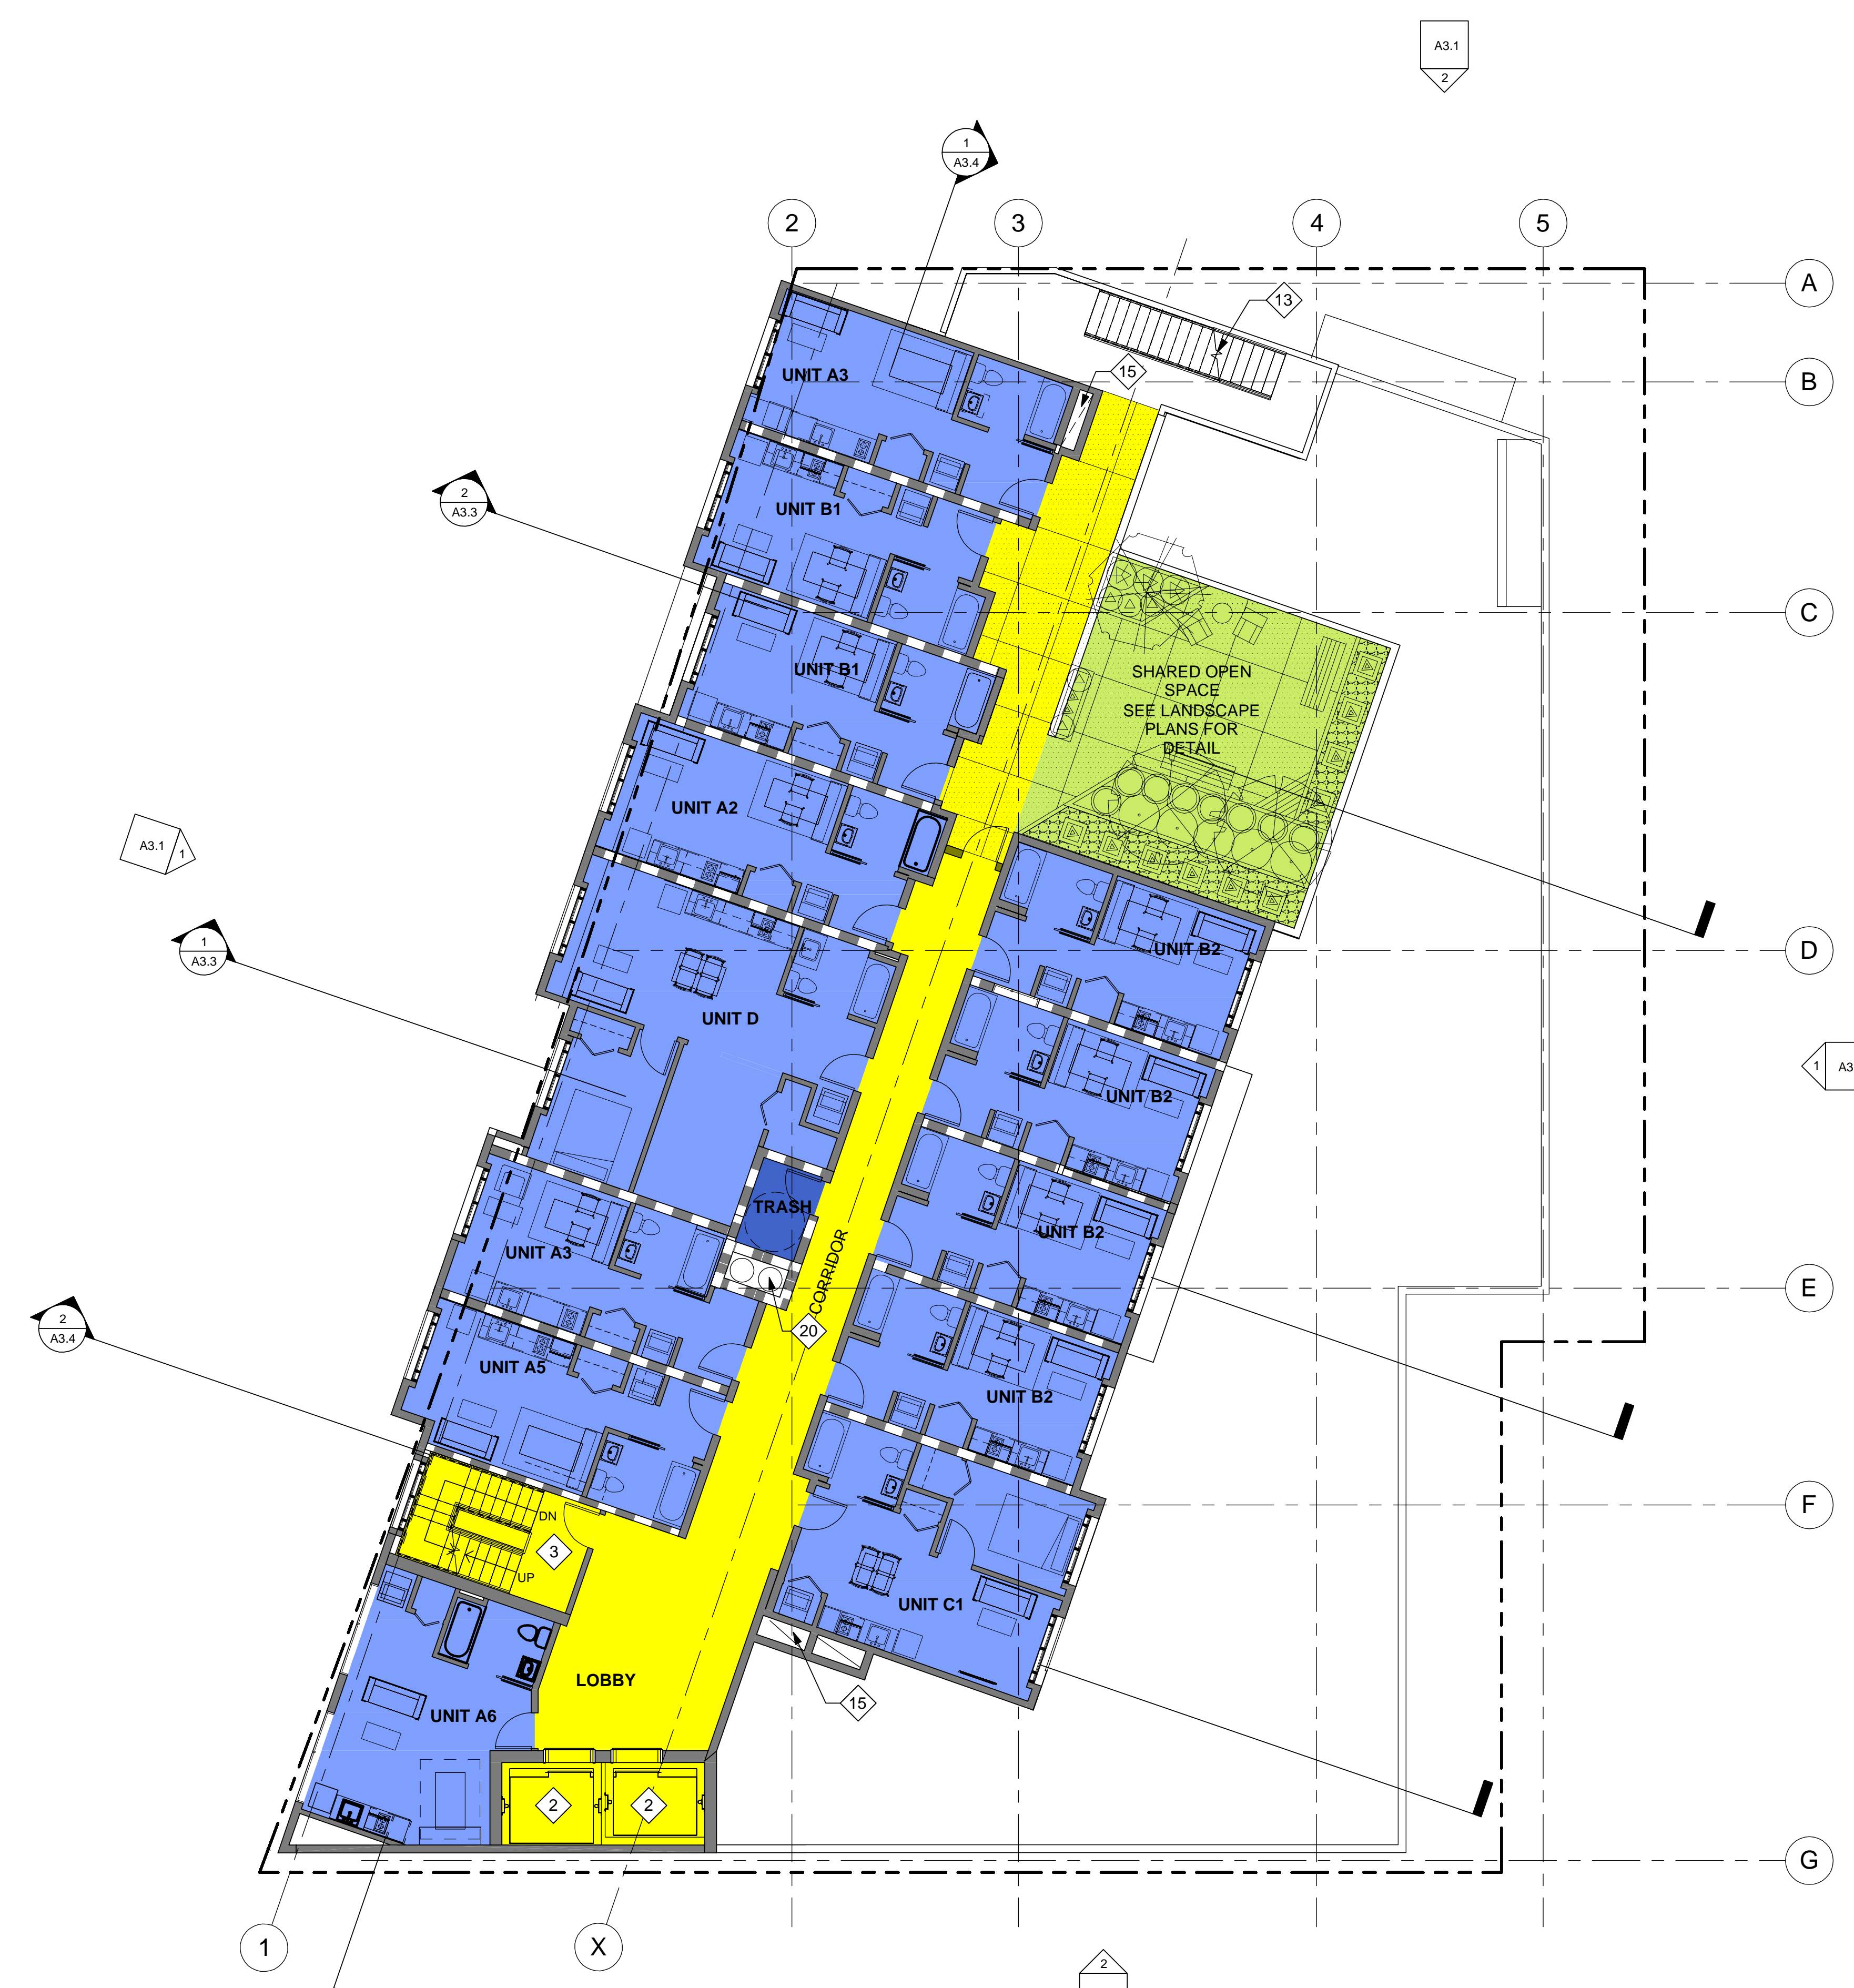 A3.1
2
1
A3.4
2
3
4
5
A
13
UNIT A3
15
B
2
A3.3
UNIT B1
C
UNIT B1
SHARED OPEN
SPACE
SEE LANDSCAPE
PLANS FOR
DETAIL
UNIT A2
A3.1
1
1
A3.3
UNIT B2
D
UNIT D
1
A3
UNIT B2
TRASH
UNIT B2
UNIT A3
CORRIDOR
E
2
A3.4
20
UNIT A5
UNIT B2
F
DN
3
UP
UNIT C1
LOBBY
15
UNIT A6
2
2
G
1
X
2